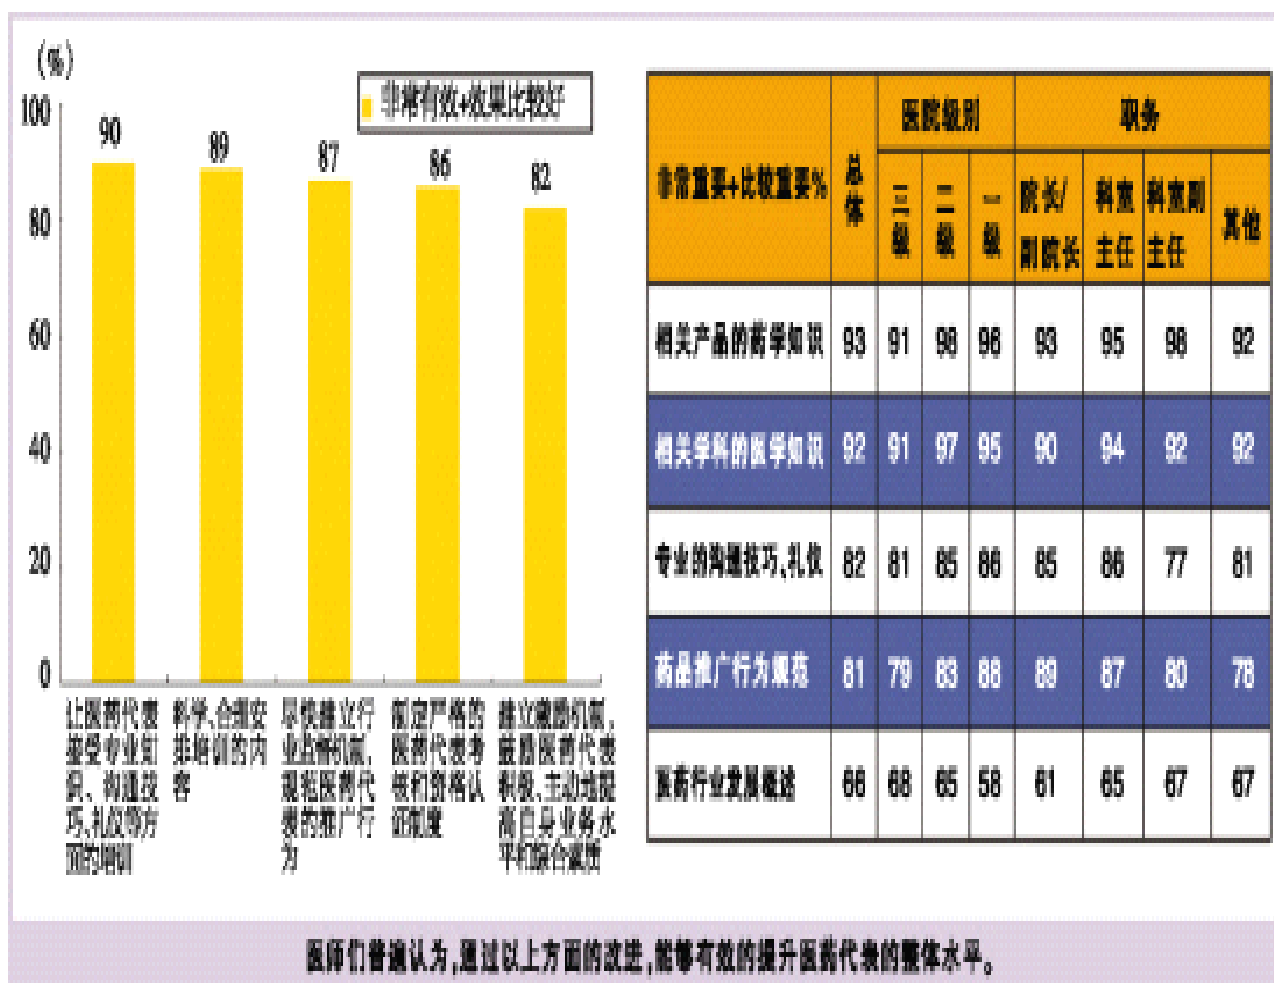 (%)
非常有效+效果比较好
100
80
60
40
20
0
90
89
87
86
82
让医药代表
接受专业知
识、沟通技
巧、礼仪等方
面的培训
科学、合理安
排培训的内
容
尽快建立行
业监督机制、
规范医药代
表的推广行
为
制定严格的
医药代表考
核和资格认
证制度
建立激励机制、
鼓励医药代表
积极、主动地提
高自身业务水
平和综合素质
非常重要+比较重要% 总体 医院级别 职务
三级 二级 一级 院长/副院长 科室主任 科室副主任 其他
相关产品的药学知识 93 91 98 96 93 95 98 92
相关学科的医学知识 92 91 97 95 90 94 92 92
专业的沟通技巧,礼仪 82 81 85 86 85 86 77 81
药品推广行为规范 81 79 83 88 89 87 80 78
医药行业发展概述 66 68 65 58 61 65 67 67
医师们普遍认为,通过以上方面的改进,能够有效的提升医药代表的整体水平。